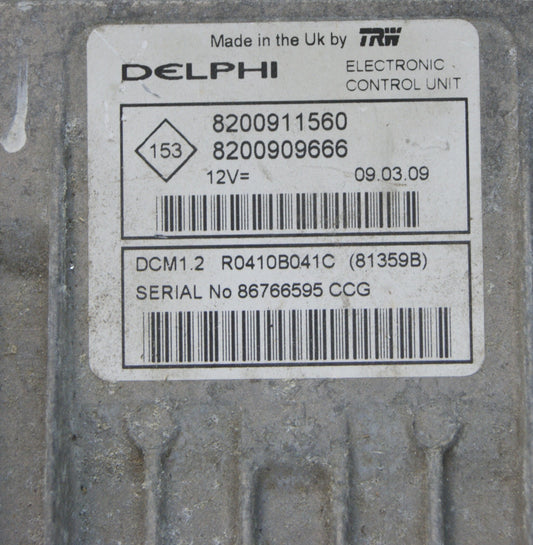 Made in the Uk by TRW
DELPHI
ELECTRONIC
CONTROL UNIT
153
8200911560
8200909666
12V= 09.03.09
DCM1.2 R0410B041C (81359B)
SERIAL No 86766595 CCG